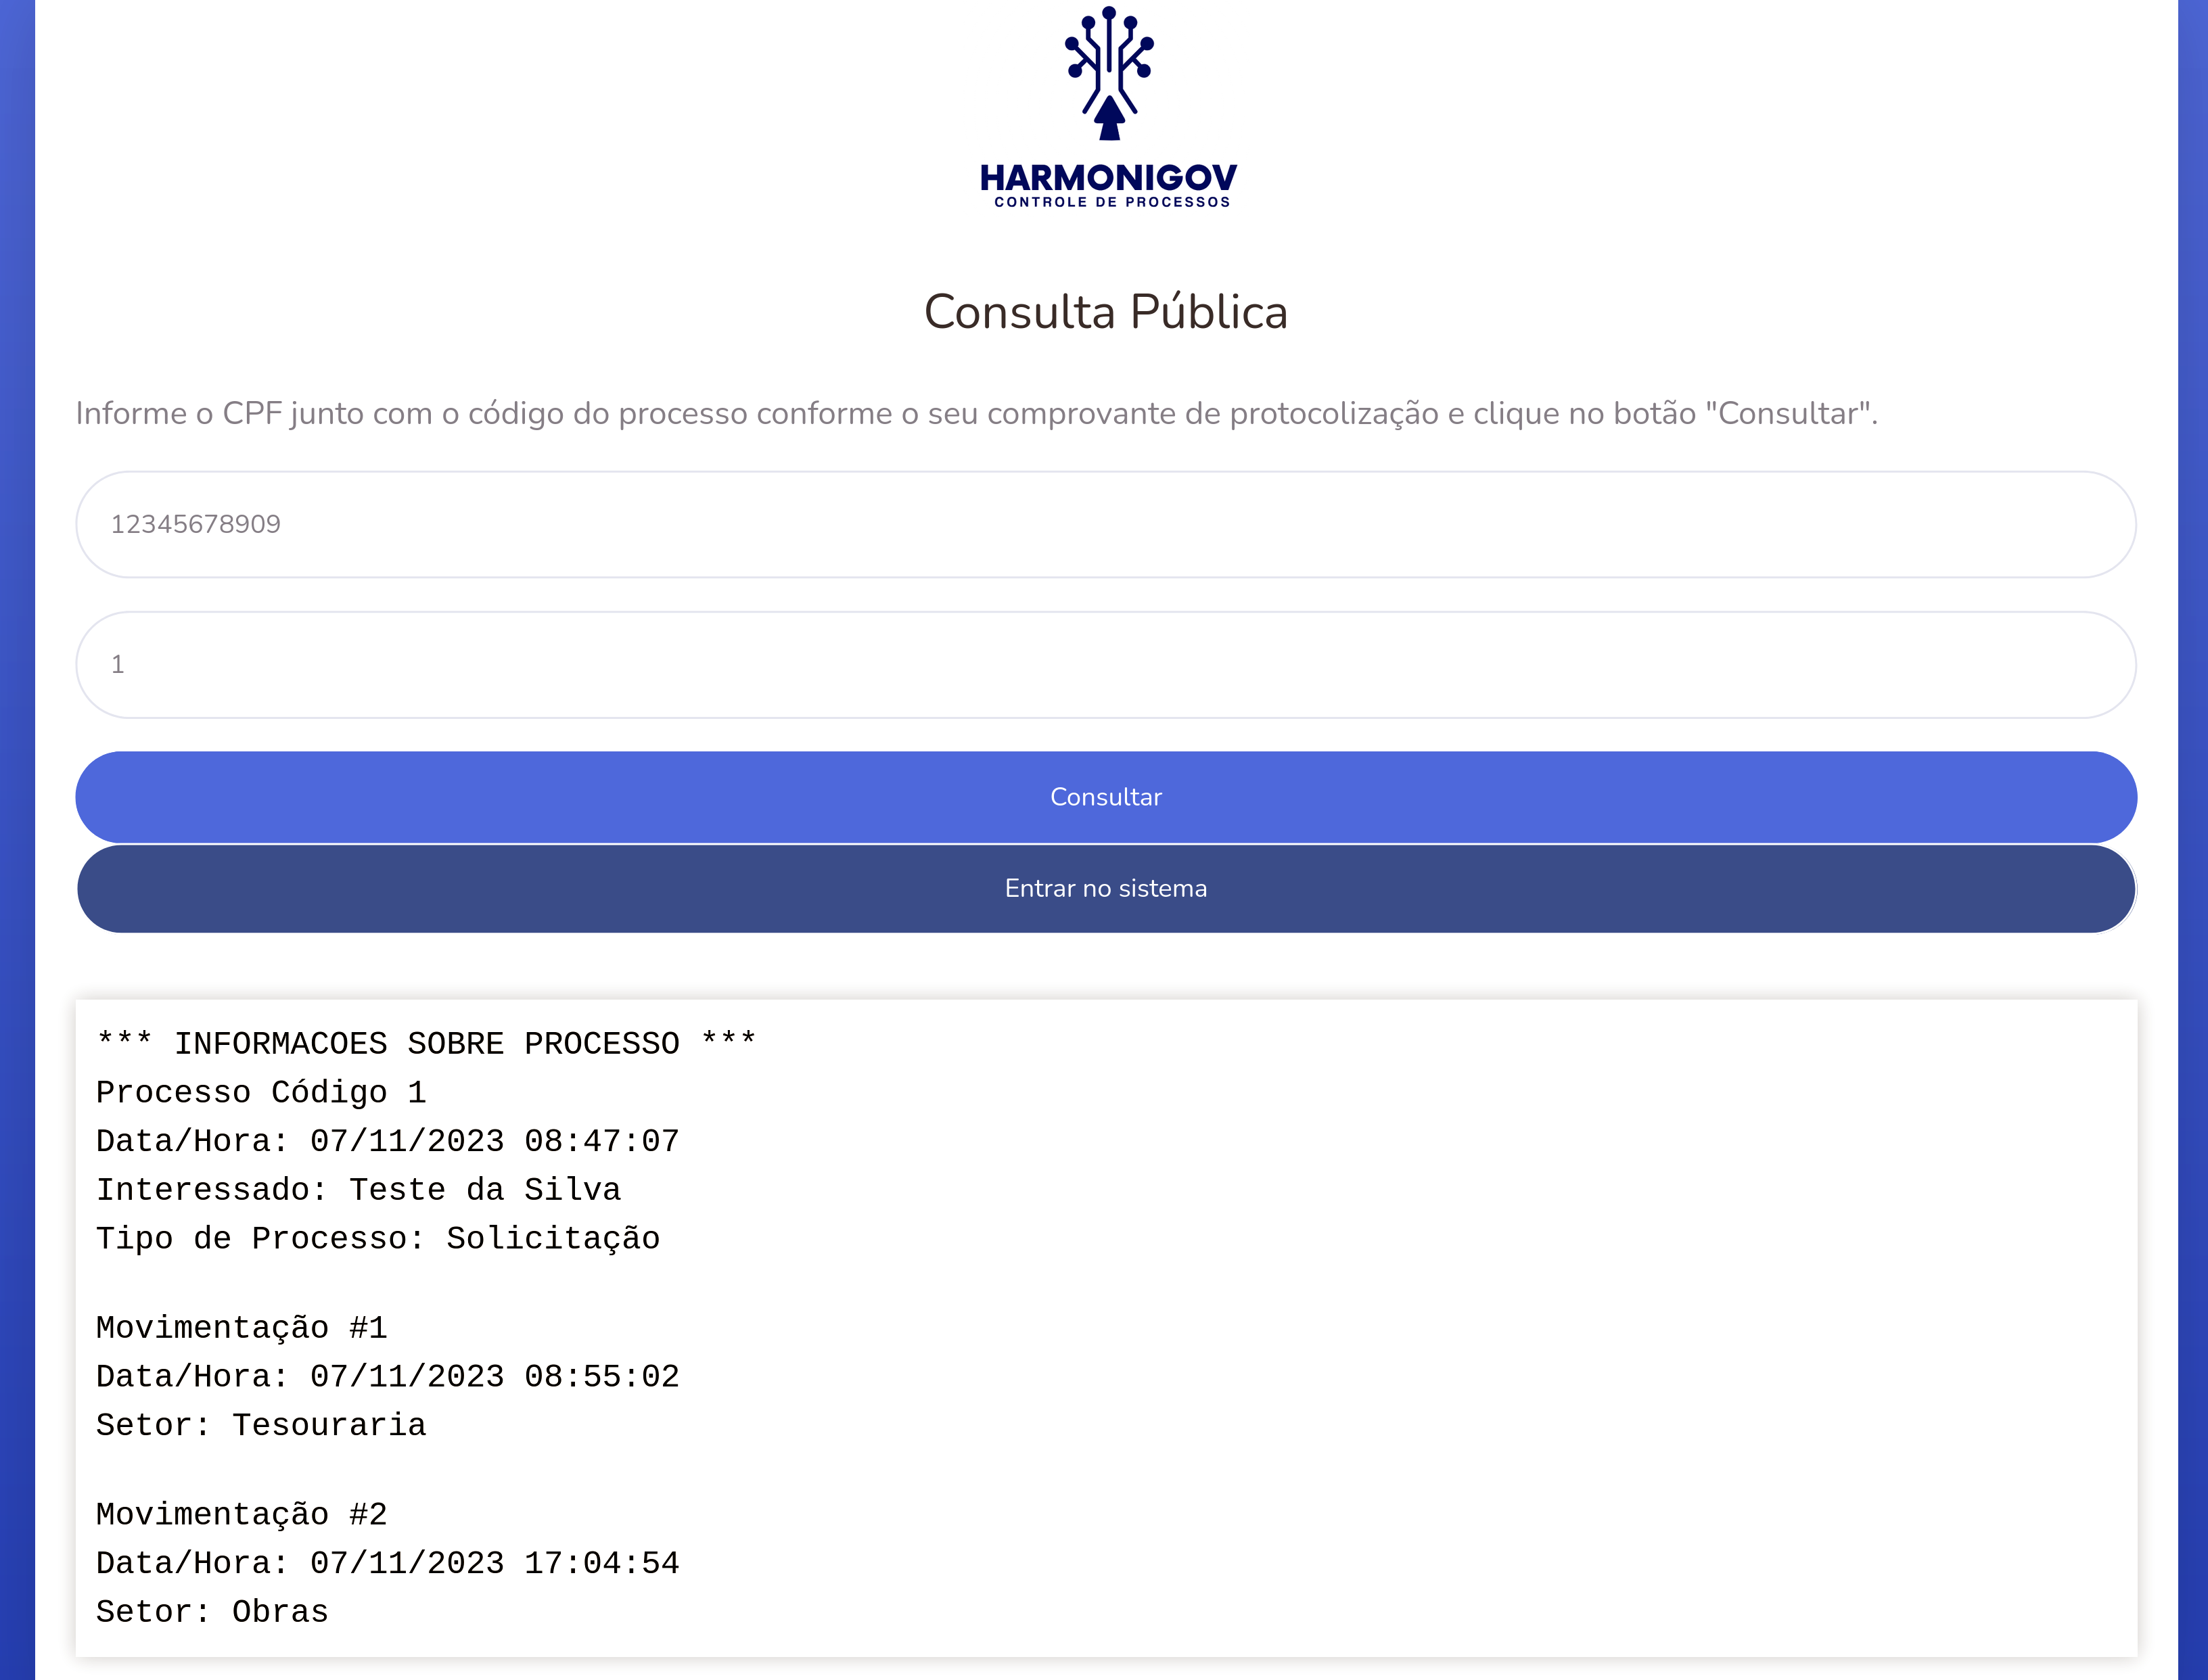 HARMONIGOV
CONTROLE DE PROCESSOS
Consulta Pública
Informe o CPF junto com o código do processo conforme o seu comprovante de protocolização e clique no botão "Consultar".
12345678909
1
Consultar
Entrar no sistema
*** INFORMACOES SOBRE PROCESSO ***
Processo Código 1
Data/Hora: 07/11/2023 08:47:07
Interessado: Teste da Silva
Tipo de Processo: Solicitação
Movimentação #1
Data/Hora: 07/11/2023 08:55:02
Setor: Tesouraria
Movimentação #2
Data/Hora: 07/11/2023 17:04:54
Setor: Obras